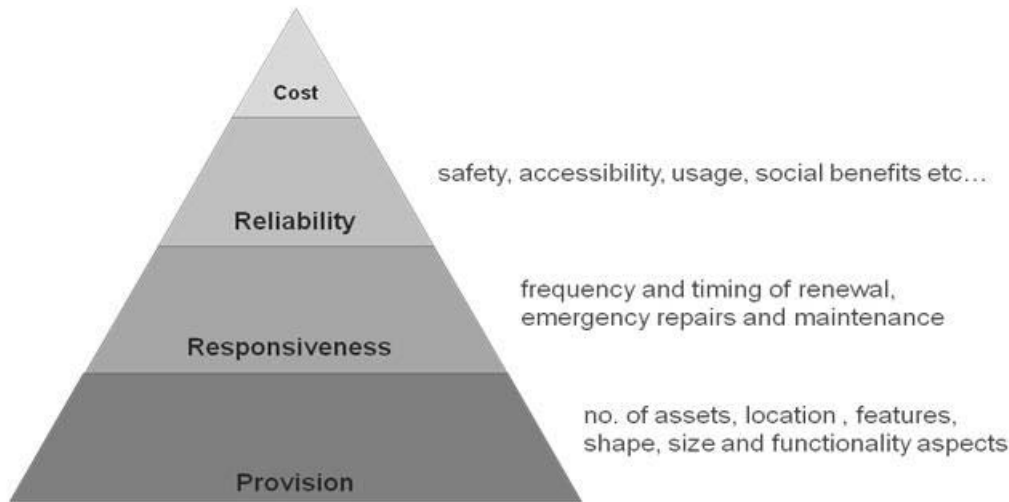 Cost
safety, accessibility, usage, social benefits etc...
Reliability
frequency and timing of renewal,
emergency repairs and maintenance
Responsiveness
no. of assets, location , features,
shape, size and functionality aspects
Provision